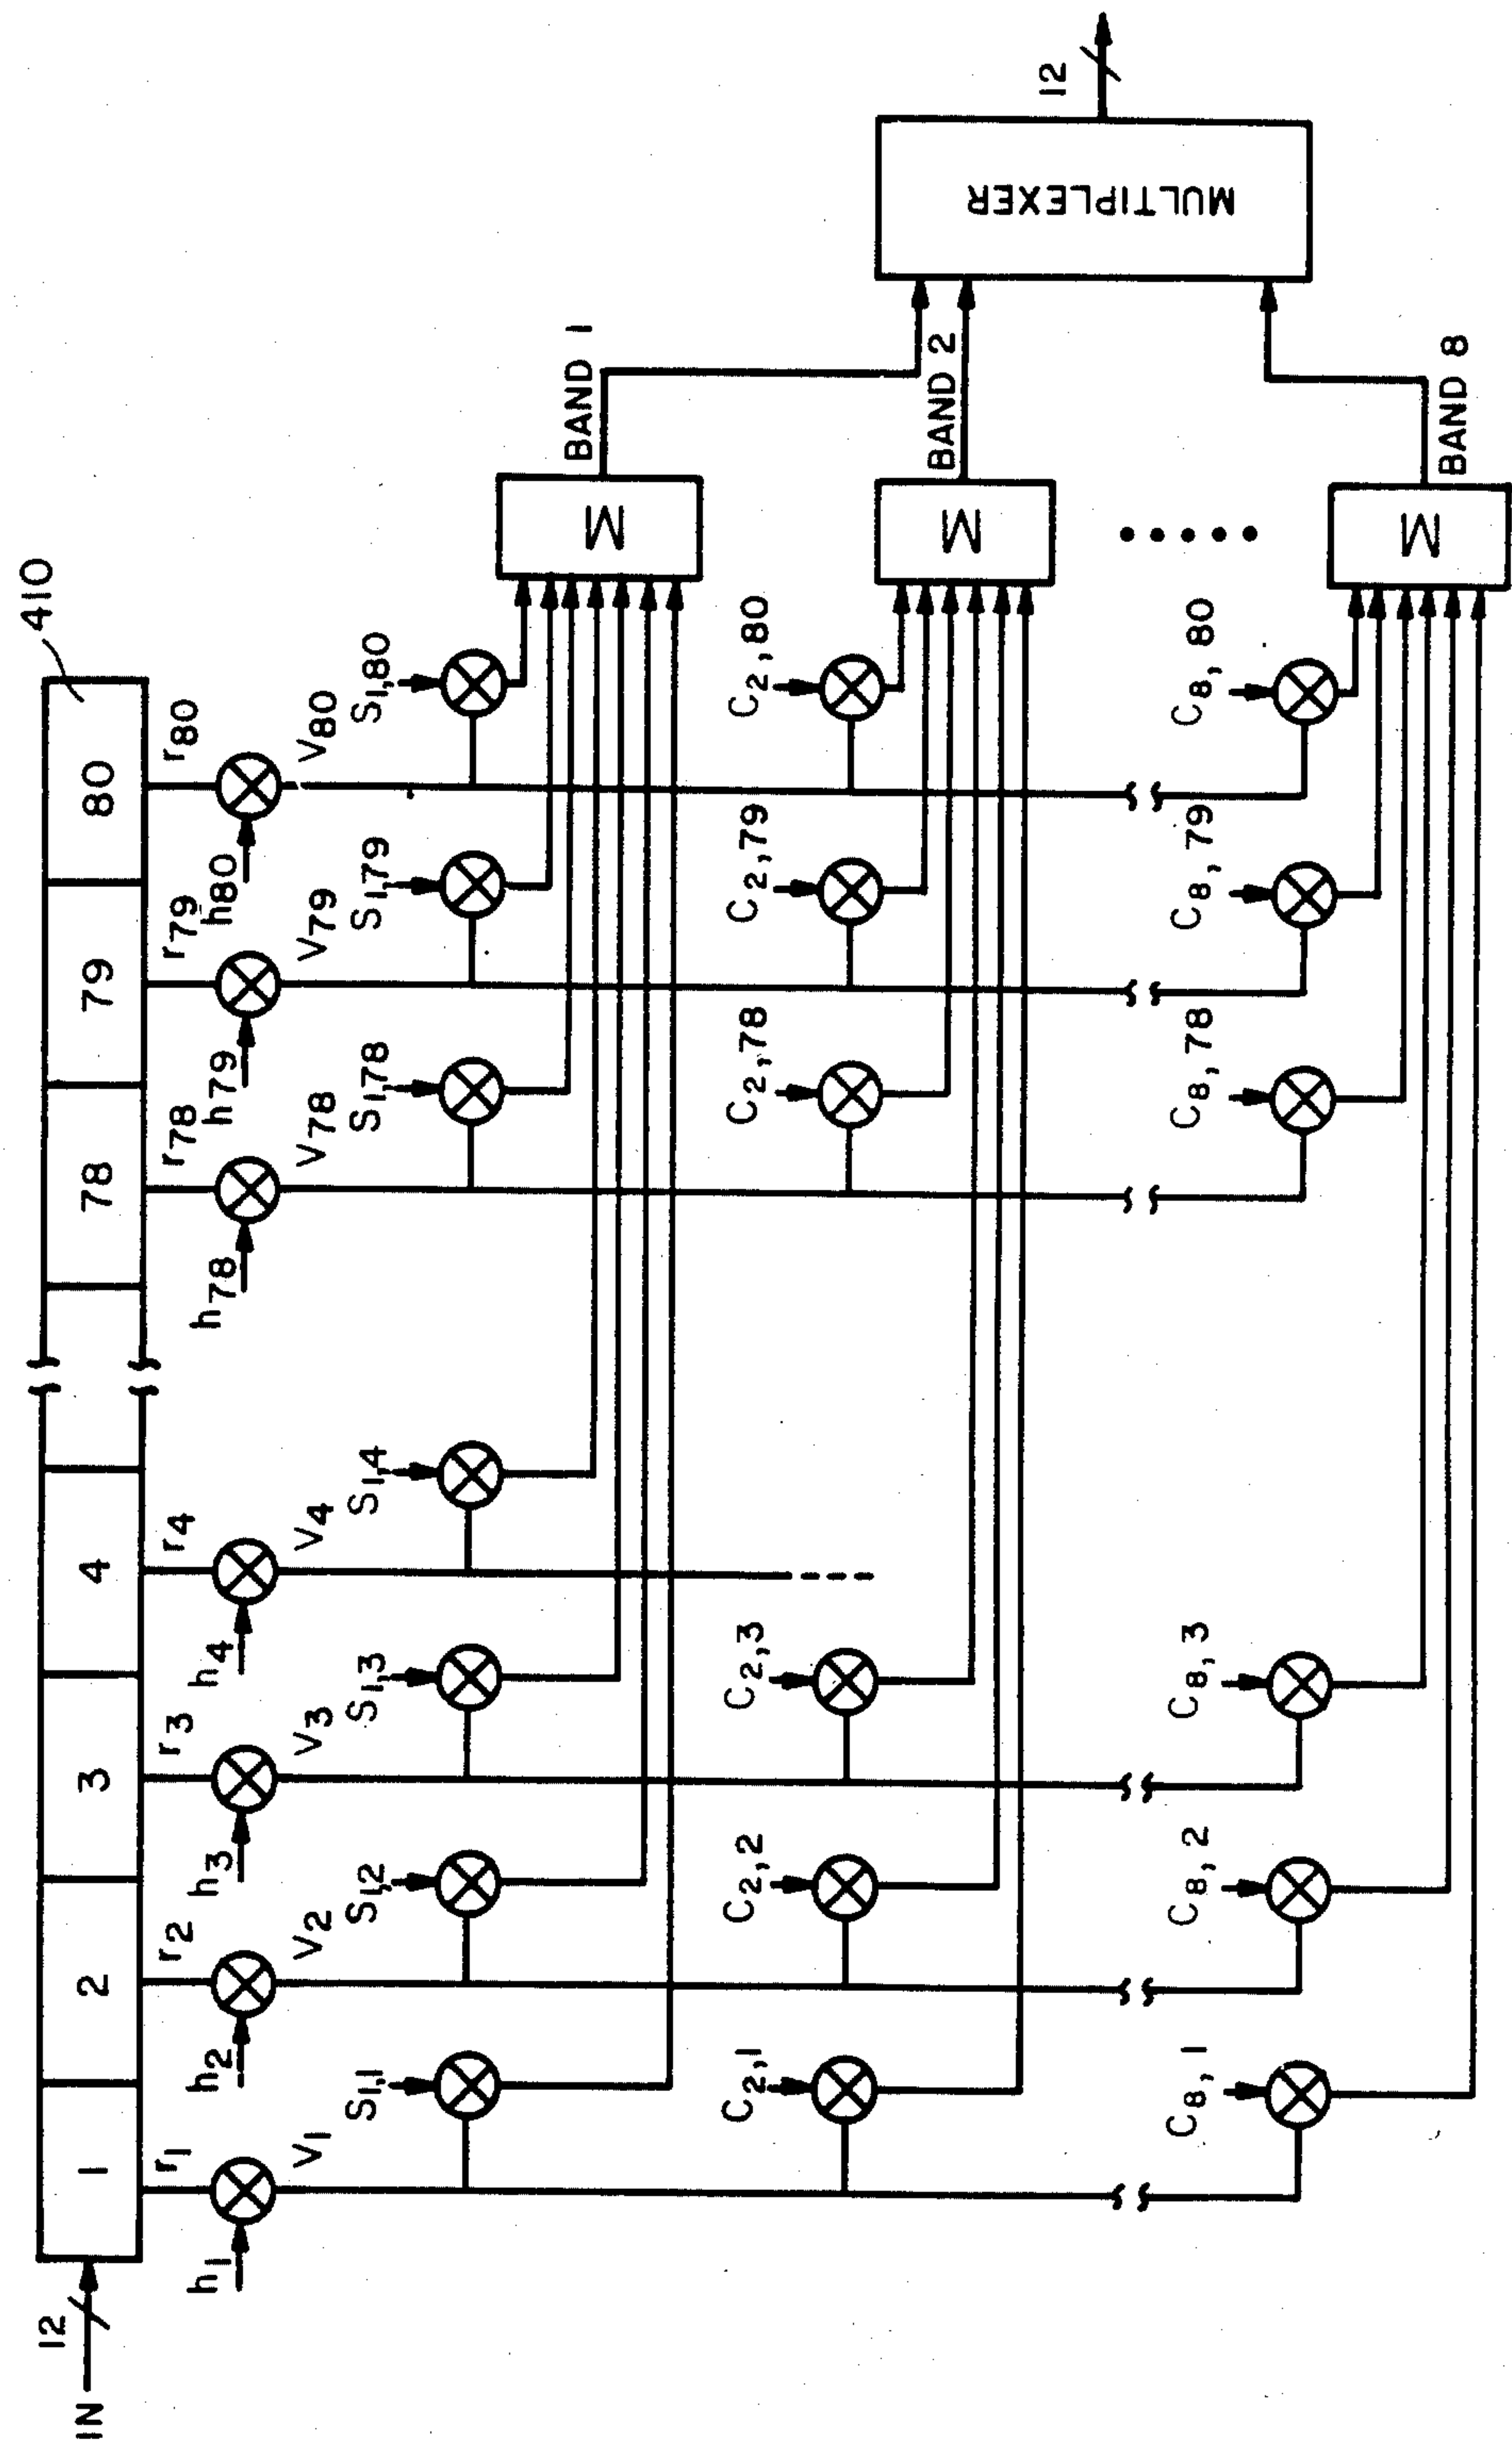 IN
12
1
2
3
4
78
79
80
410
r1
r2
r3
r4
r78
r79
r80
h1
h2
h3
h4
h78
h79
h80
V1
V2
V3
V4
V78
V79
V80
S1,1
S1,2
S1,3
S1,4
S1,78
S1,79
S1,80
Σ
BAND 1
C2,1
C2,2
C2,3
C2,78
C2,79
C2,80
Σ
BAND 2
C8,1
C8,2
C8,3
C8,78
C8,79
C8,80
Σ
BAND 8
MULTIPLEXER
12